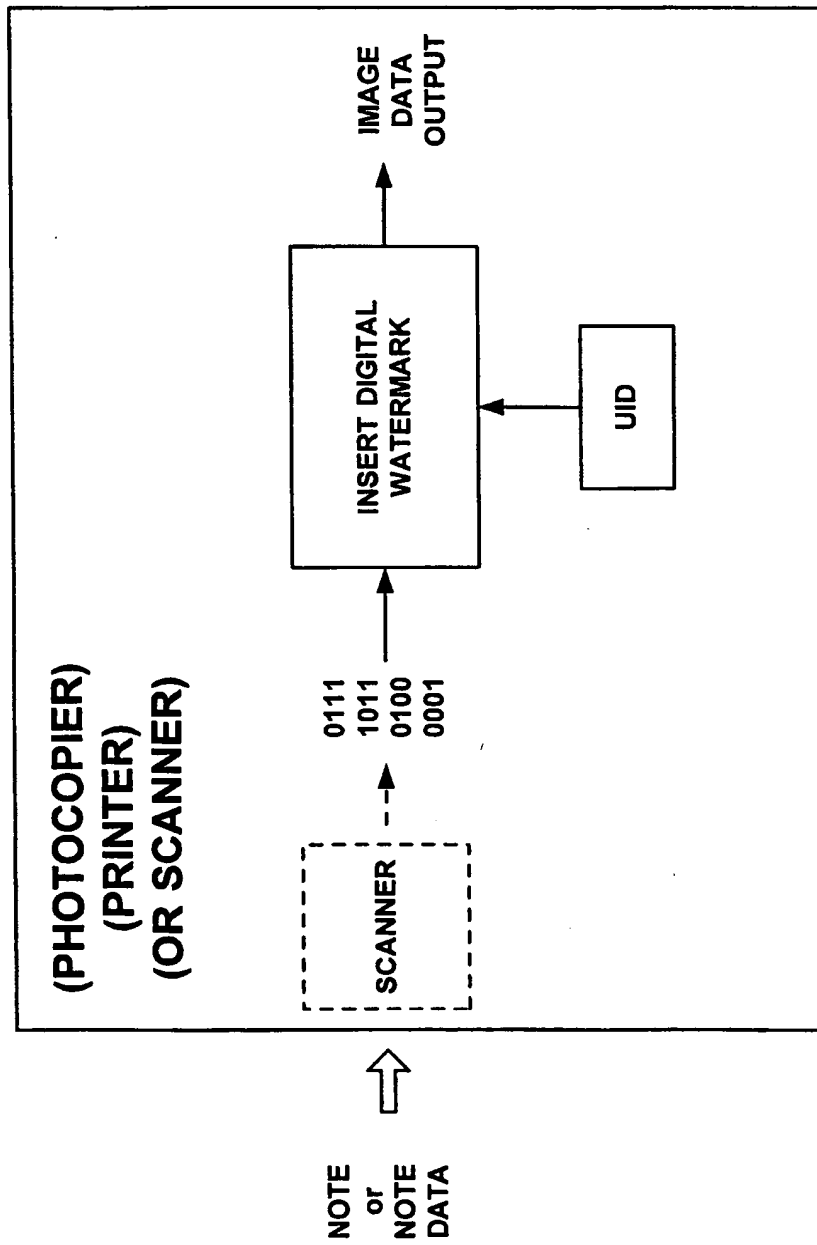 (PHOTOCOPIER)
(PRINTER)
(OR SCANNER)
NOTE
or
NOTE
DATA
SCANNER
0111
1011
0100
0001
INSERT DIGITAL
WATERMARK
UID
IMAGE
DATA
OUTPUT